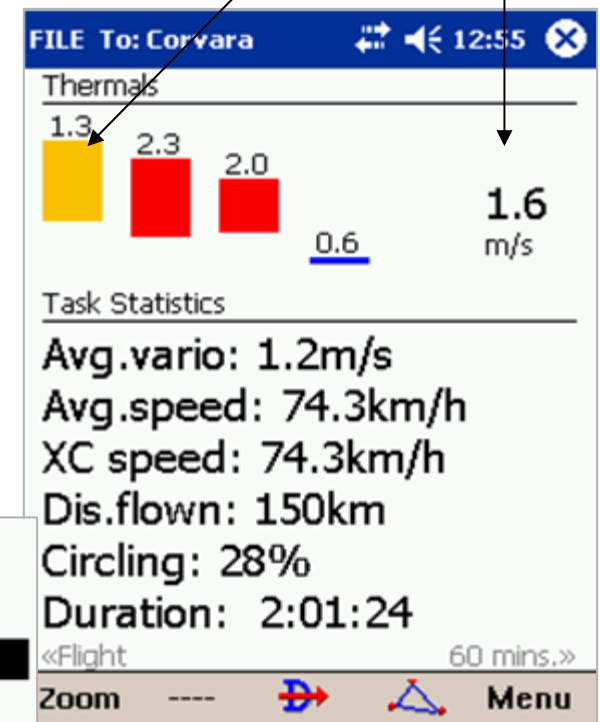 FILE To: Corvara 12:55
Thermals
1.3 2.3 2.0 0.6
1.6
m/s
Task Statistics
Avg.vario: 1.2m/s
Avg.speed: 74.3km/h
XC speed: 74.3km/h
Dis.flown: 150km
Circling: 28%
Duration: 2:01:24
«Flight 60 mins.»
Zoom ---- D Menu